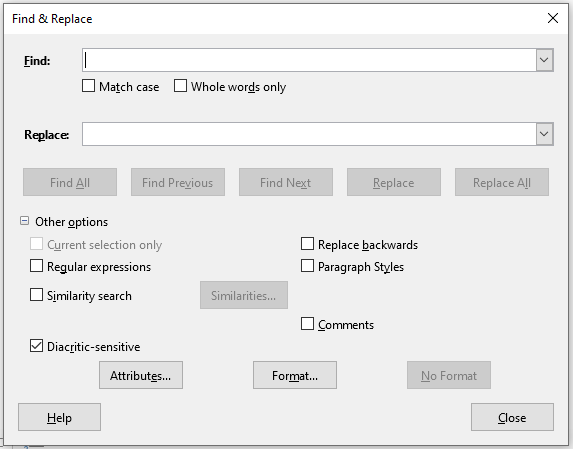 Find & Replace
Find:
Match case Whole words only
Replace:
Find All Find Previous Find Next Replace Replace All
Other options
Current selection only Replace backwards
Regular expressions Paragraph Styles
Similarity search Similarities...
Comments
Diacritic-sensitive
Attributes... Format... No Format
Help Close